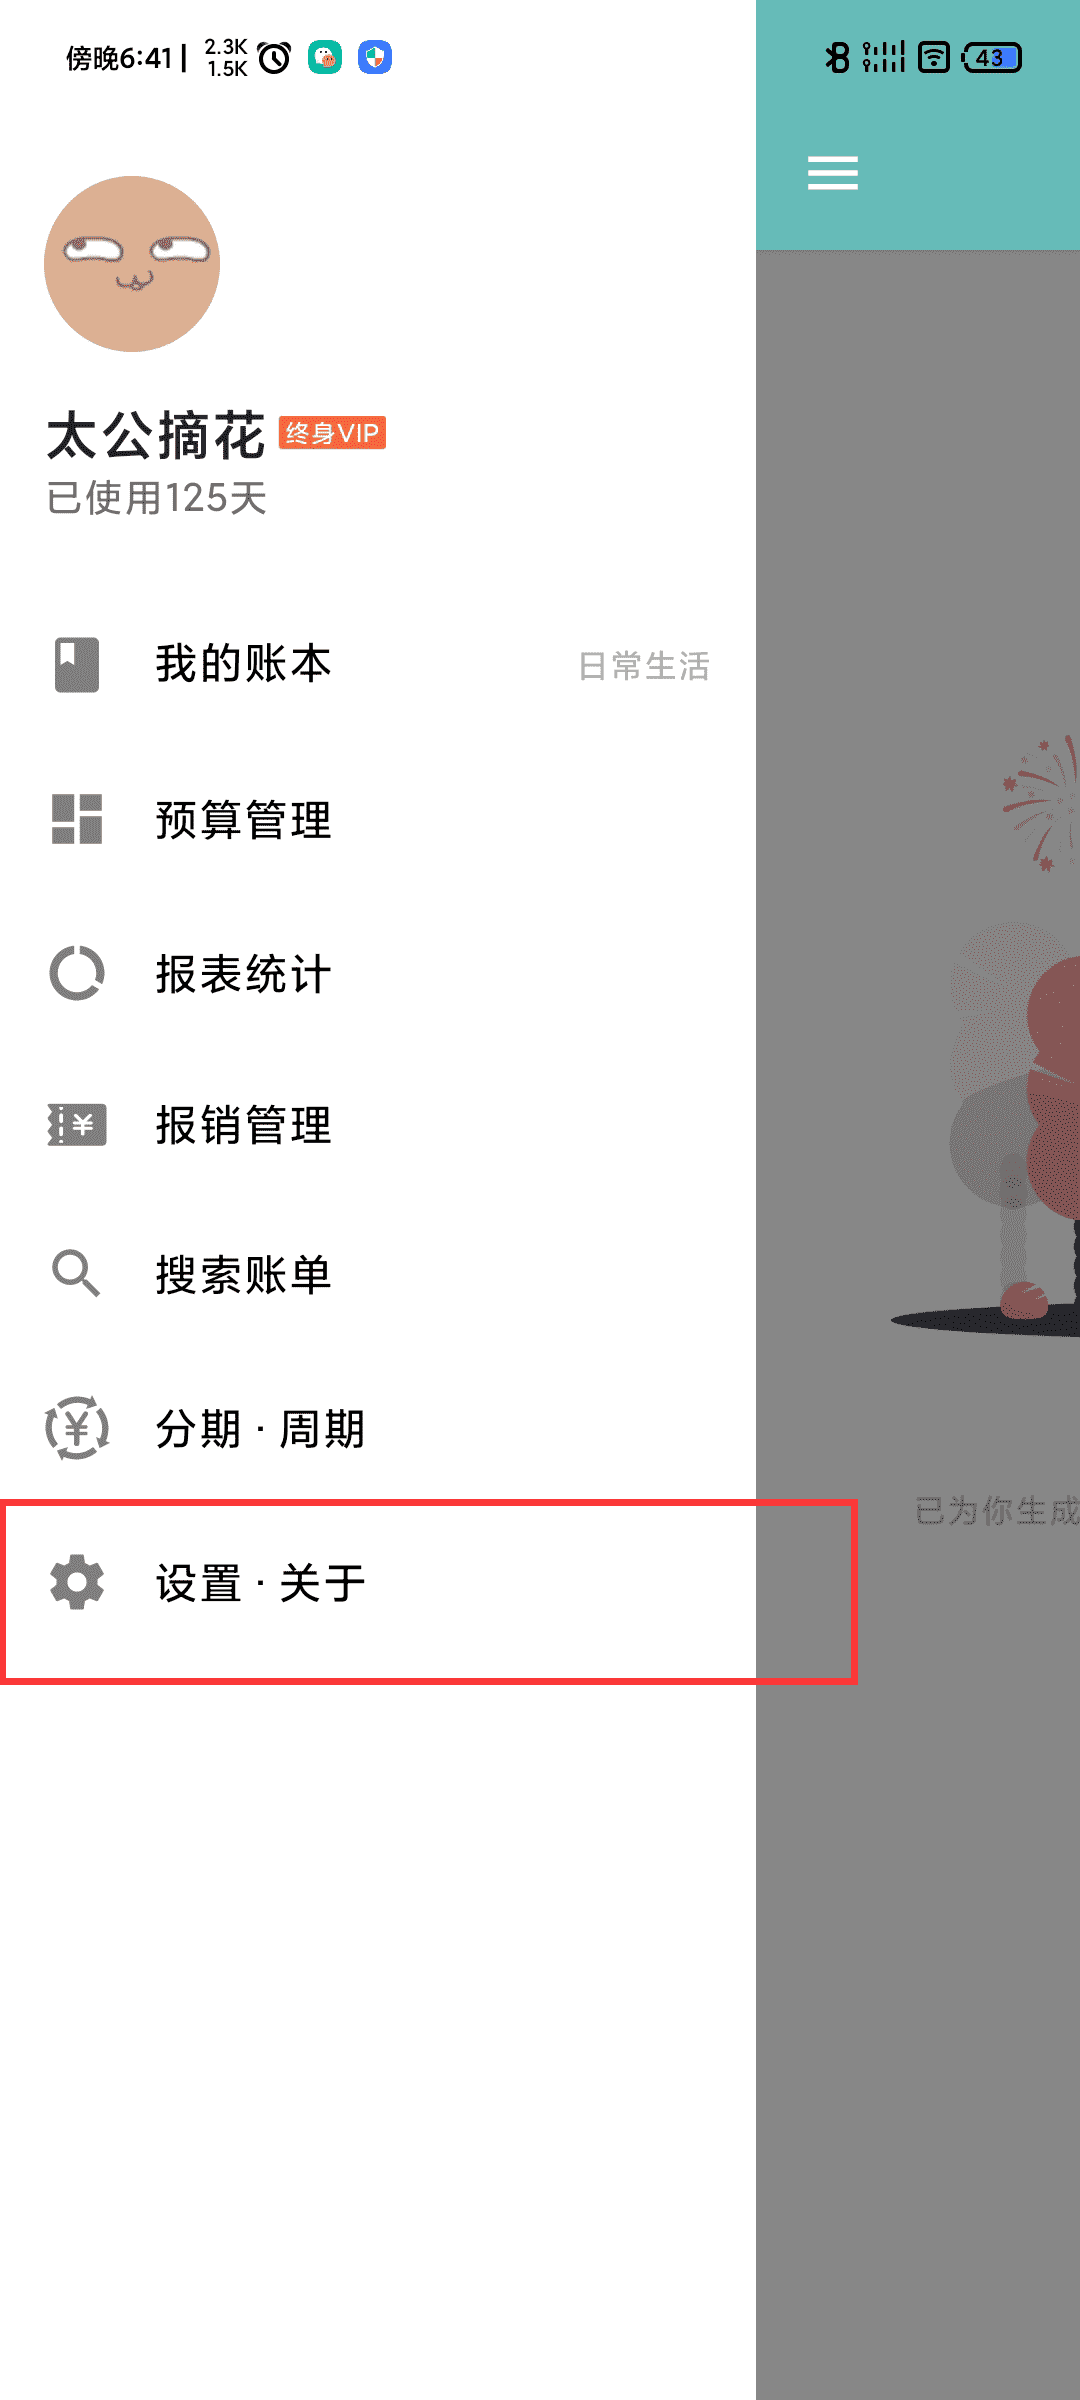 傍晚6:41 | 2.3K
1.5K
43
太公摘花 终身VIP
已使用125天
我的账本 日常生活
预算管理
报表统计
报销管理
搜索账单
分期 · 周期
已为你生成
设置 · 关于